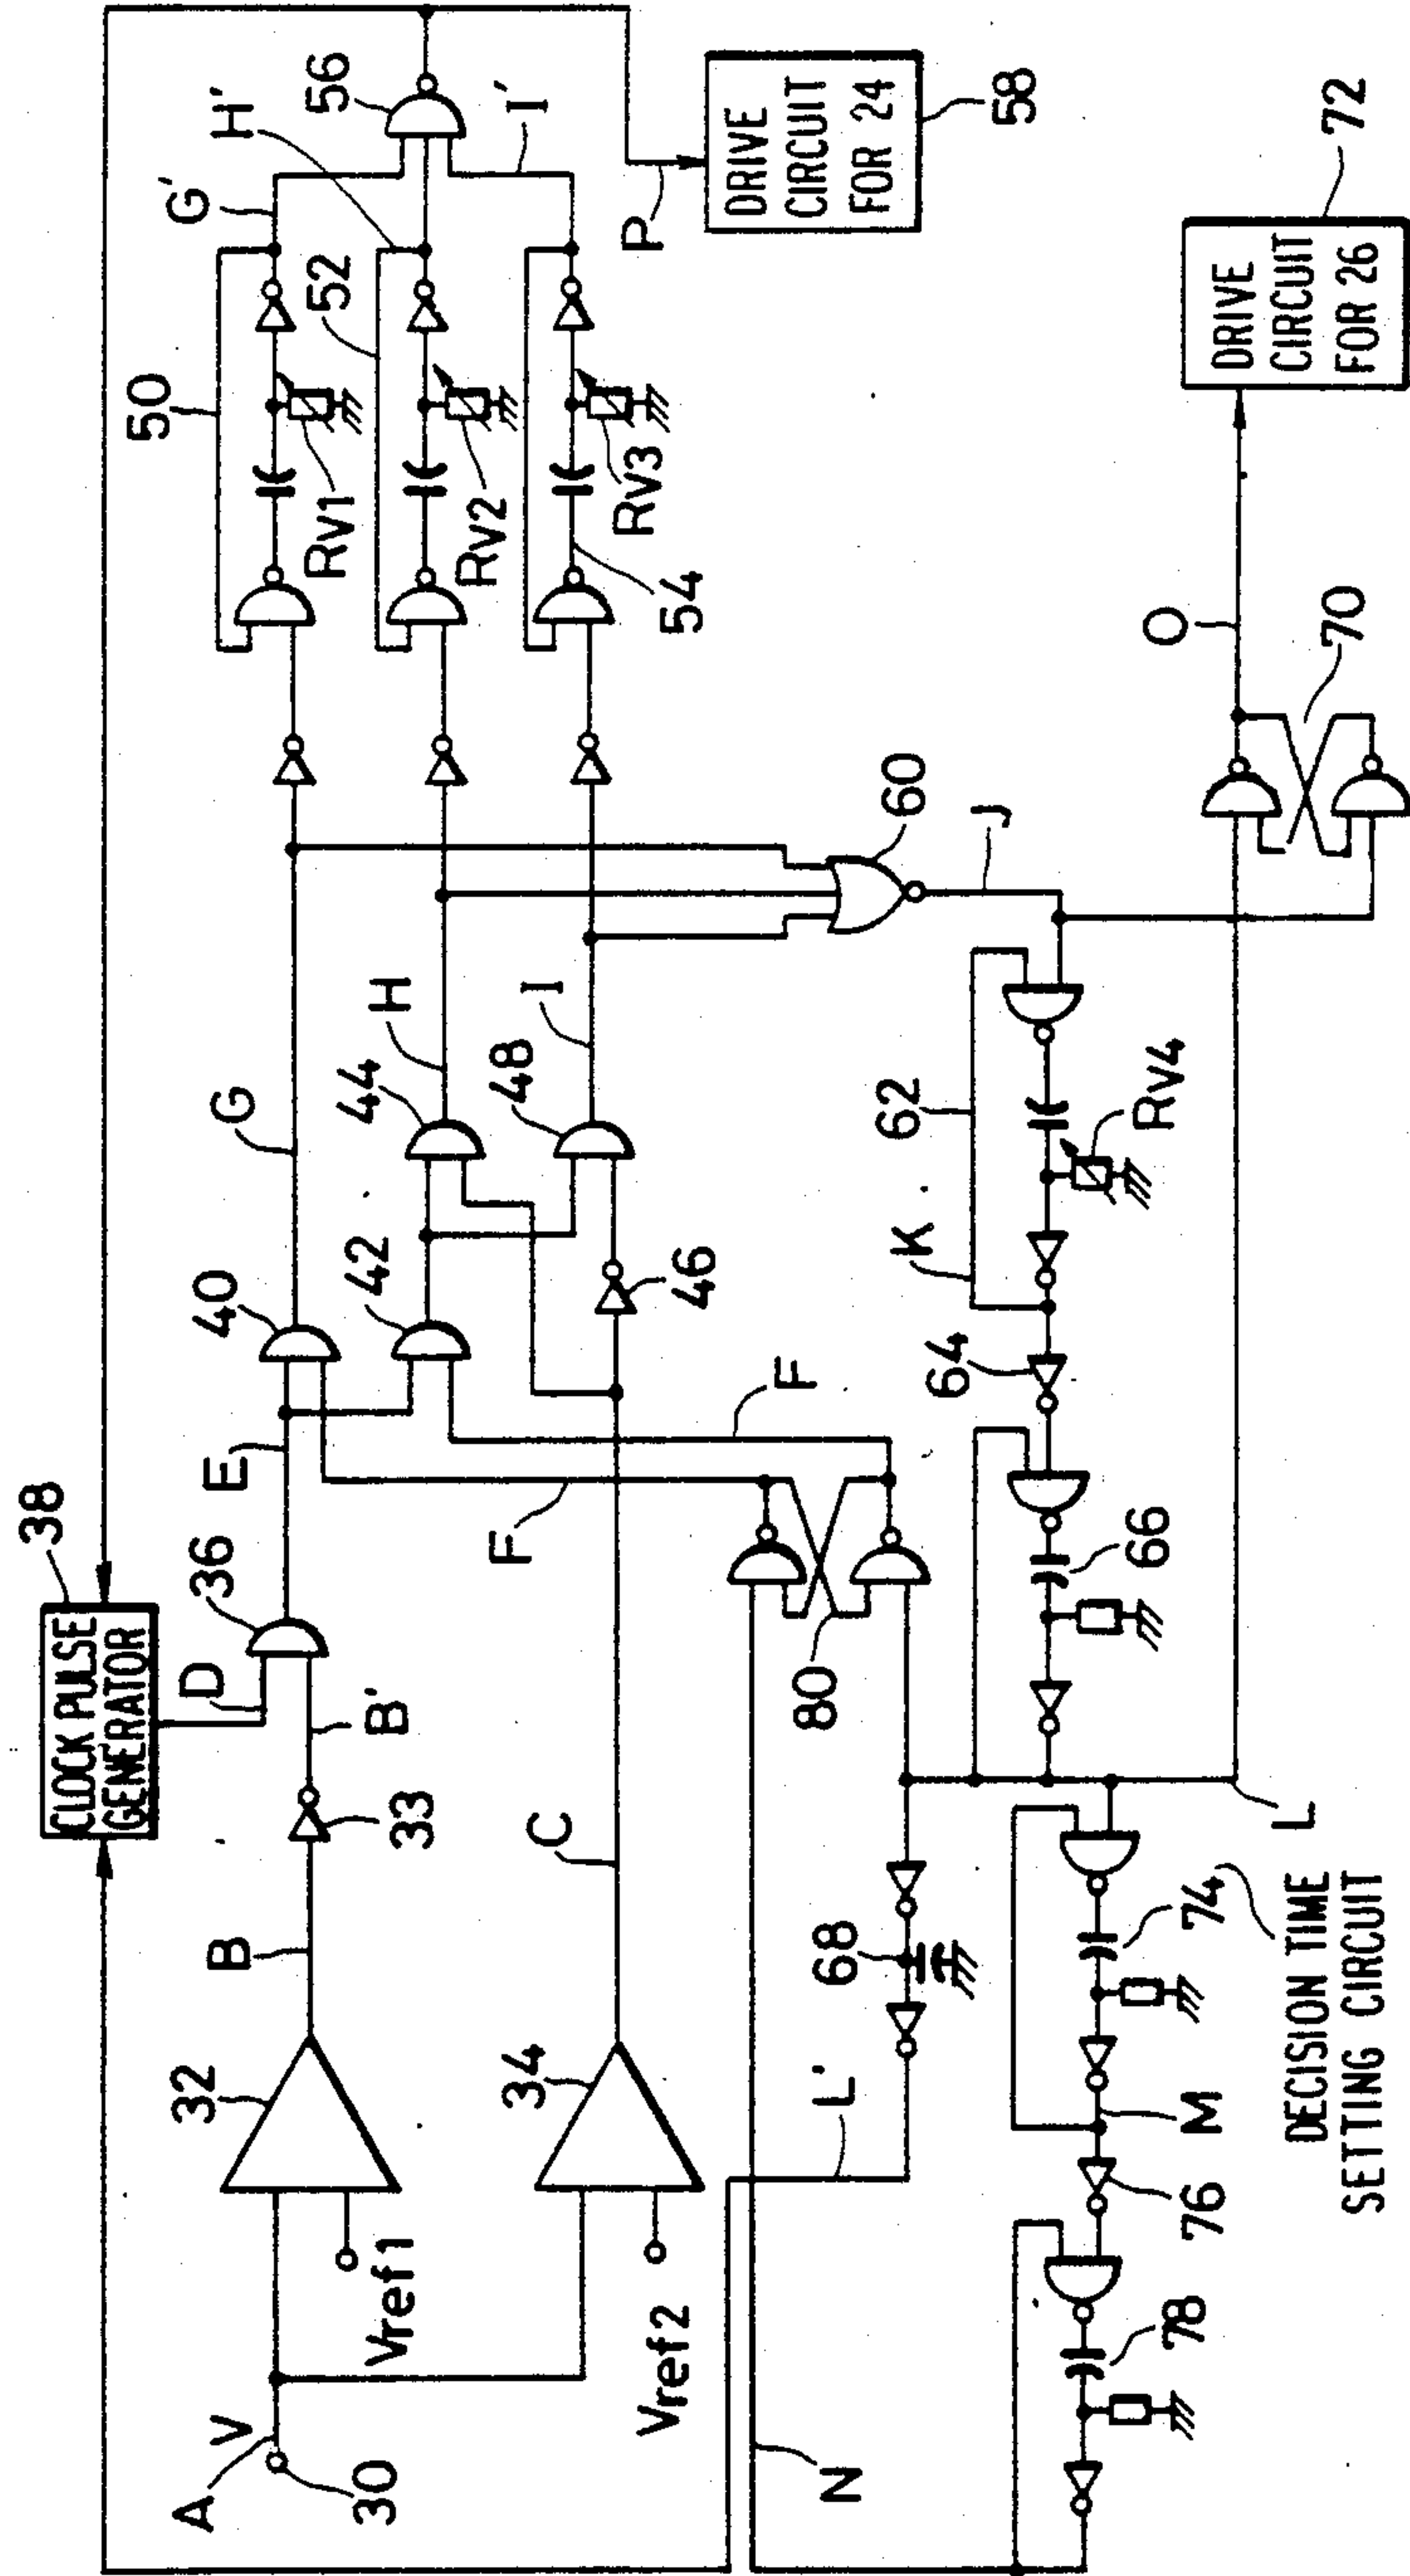 CLOCK PULSE
GENERATOR
38
D
36
E
40
G
50
G'
H'
56
I'
Rv1
52
Rv2
Rv3
54
P
DRIVE
CIRCUIT
FOR 24
58
A
V
30
Vref1
32
B
33
B'
42
44
H
48
I
46
Vref2
34
C
F
F
80
60
J
62
K
Rv4
64
66
L
68
L'
N
O
70
DRIVE
CIRCUIT
FOR 26
72
74
M
76
78
DECISION TIME
SETTING CIRCUIT